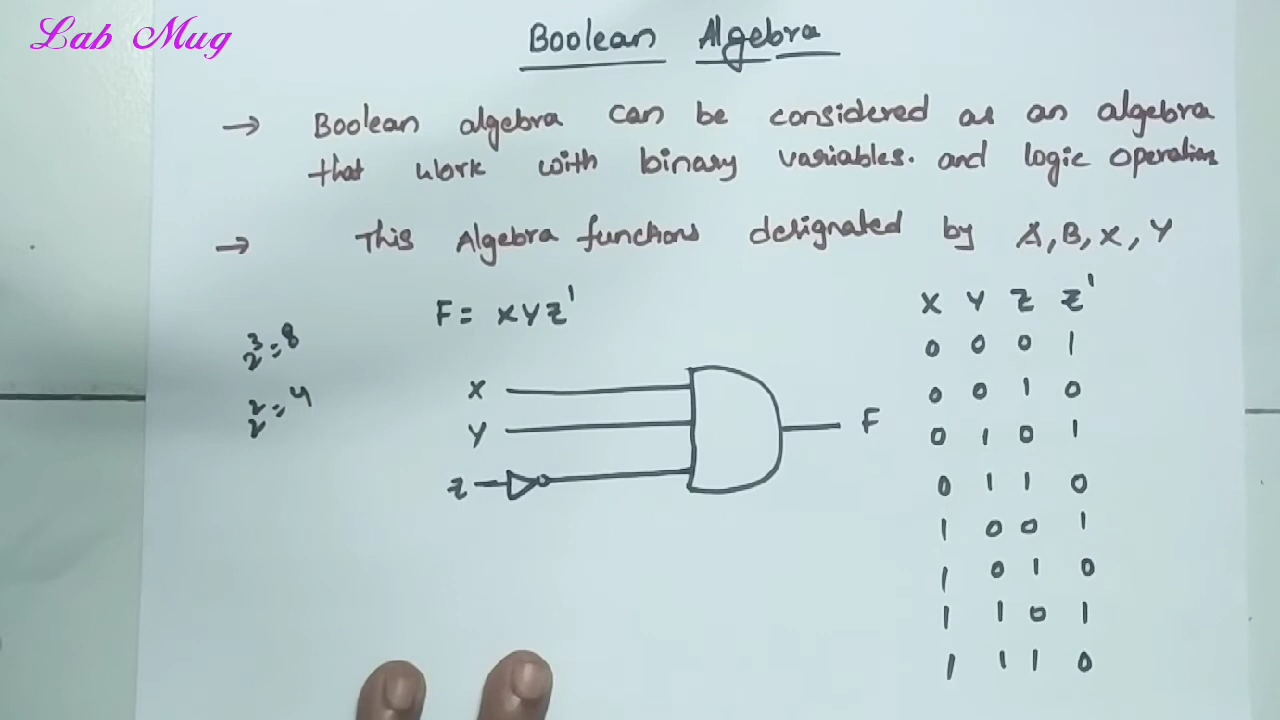 Lab Mug
Boolean Algebra
→ Boolean algebra can be considered as an algebra
that work with binary variables. and logic operation
→ This Algebra functions designated by A, B, X, Y
F = XYZ'
2³ = 8
2² = 4
X
Y
Z
F
X Y Z Z'
0 0 0 1
0 0 1 0
0 1 0 1
0 1 1 0
1 0 0 1
1 0 1 0
1 1 0 1
1 1 1 0